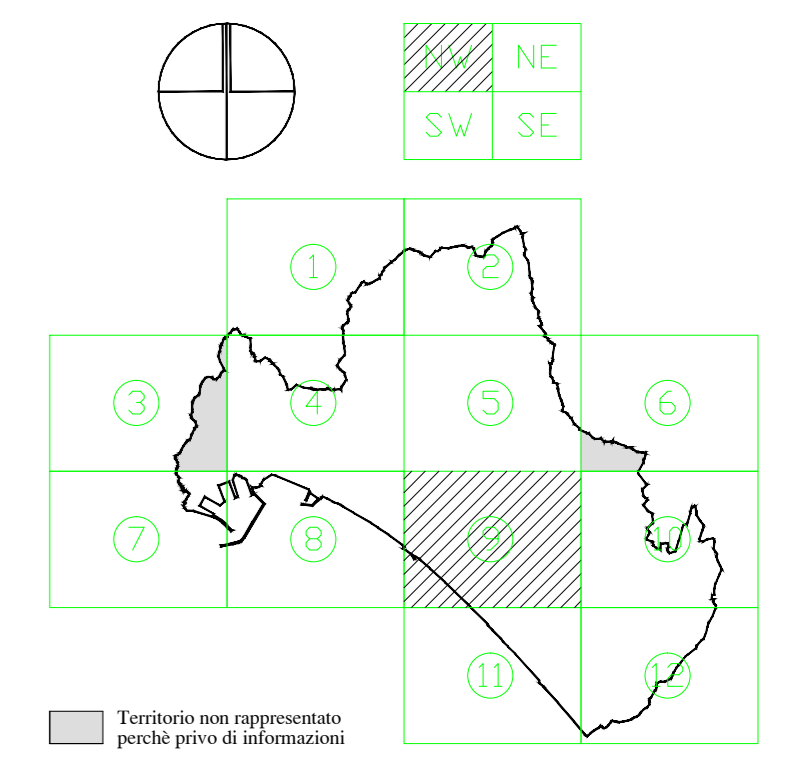 NW NE
SW SE
1 2
3 4 5 6
7 8 9 10
11 12
Territorio non rappresentato
perchè privo di informazioni